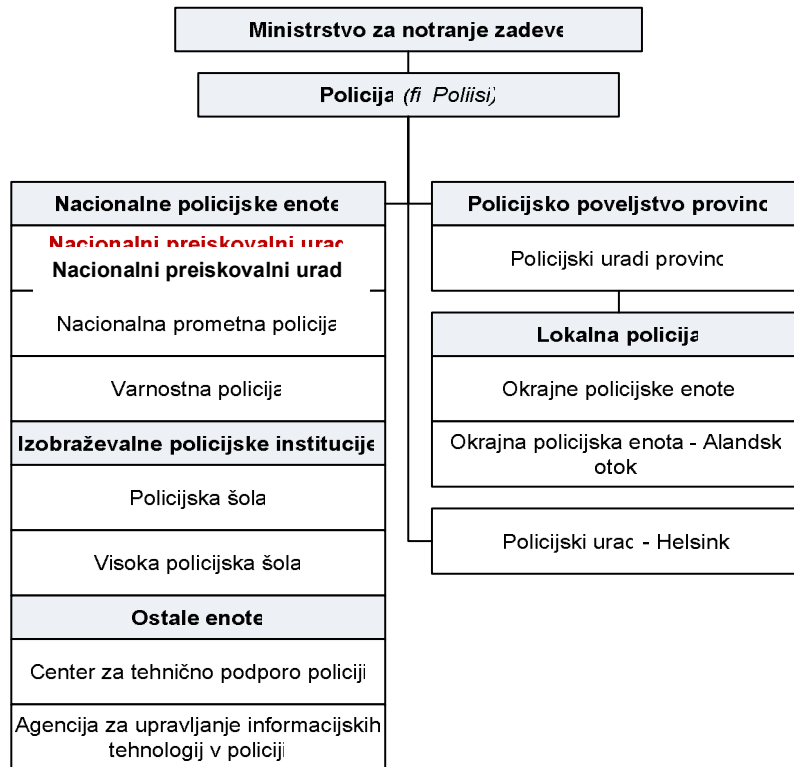 Ministrstvo za notranje zadeve
Policija (fi Poliisi)
Nacionalne policijske enote
Nacionalni preiskovalni urad
Nacionalni preiskovalni urad
Nacionalna prometna policija
Varnostna policija
Izobraževalne policijske institucije
Policijska šola
Visoka policijska šola
Ostale enote
Center za tehnično podporo policiji
Agencija za upravljanje informacijskih
tehnologij v policiji
Policijsko poveljstvo provinc
Policijski uradi provinc
Lokalna policija
Okrajne policijske enote
Okrajna policijska enota - Alandsk
otok
Policijski urad - Helsink